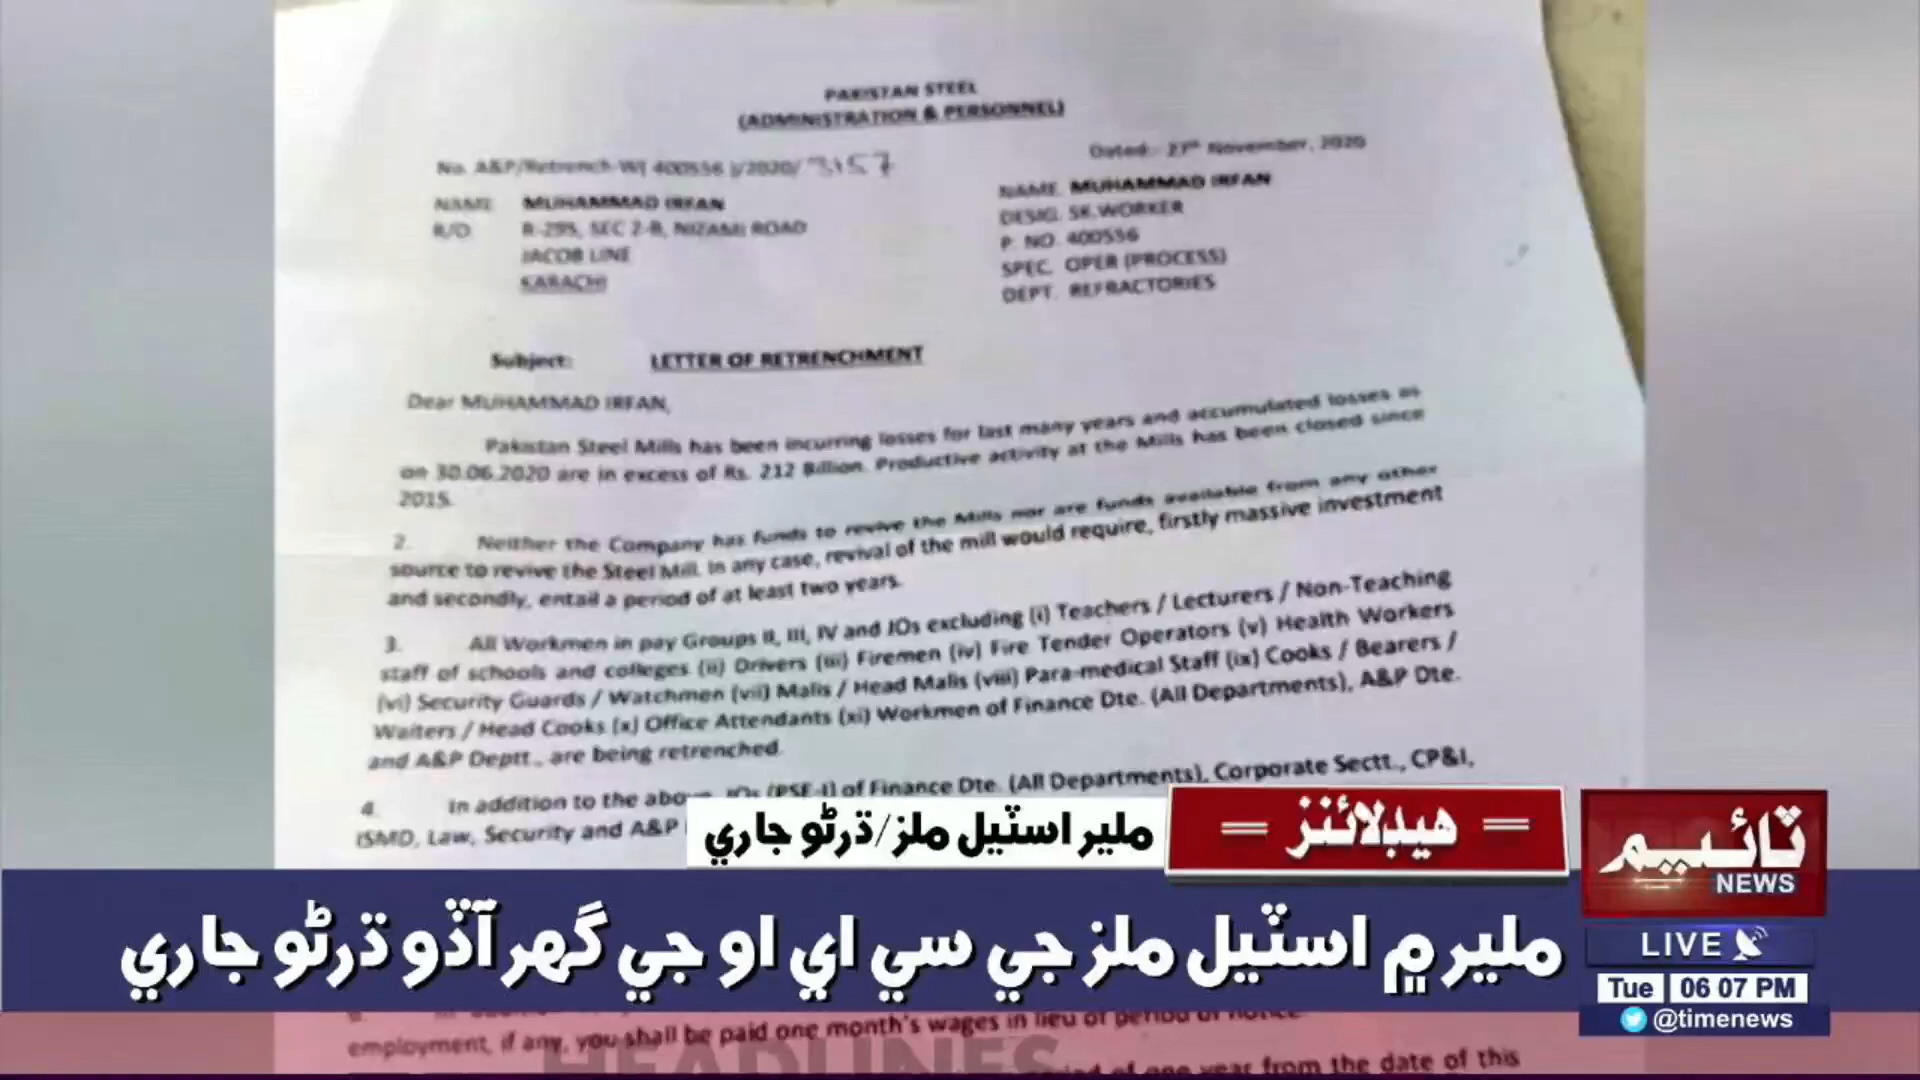 PAKISTAN STEEL
(ADMINISTRATION & PERSONNEL)
No. A&P/Retrench-W( 400556 )/2020/ 3157
Dated:- 27th November, 2020
NAME MUHAMMAD IRFAN
R/O R-295, SEC 2-B, NIZAMI ROAD
JACOB LINE
KARACHI
NAME. MUHAMMAD IRFAN
DESIG. SK.WORKER
P. NO. 400556
SPEC. OPER (PROCESS)
DEPT. REFRACTORIES
Subject: LETTER OF RETRENCHMENT
Dear MUHAMMAD IRFAN,
Pakistan Steel Mills has been incurring losses for last many years and accumulated losses as
on 30.06.2020 are in excess of Rs. 212 Billion. Productive activity at the Mills has been closed since
2015.
2. Neither the Company has funds to revive the Mills nor are funds available from any other
source to revive the Steel Mill. In any case, revival of the mill would require, firstly massive investment
and secondly, entail a period of at least two years.
3. All Workmen in pay Groups II, III, IV and JOs excluding (i) Teachers / Lecturers / Non-Teaching
staff of schools and colleges (ii) Drivers (iii) Firemen (iv) Fire Tender Operators (v) Health Workers
(vi) Security Guards / Watchmen (vii) Malis / Head Malis (viii) Para-medical Staff (ix) Cooks / Bearers /
Waiters / Head Cooks (x) Office Attendants (xi) Workmen of Finance Dte. (All Departments), A&P Dte.
and A&P Deptt., are being retrenched.
4. In addition to the above, JOs (PSE-I) of Finance Dte. (All Departments), Corporate Sectt., CP&I,
ISMD, Law, Security and A&P
ملير اسٽيل ملز/ڌرڻو جاري
هيڊلائنز
ٽائيم
NEWS
مليرم۾ اسٽيل ملز جي سي اي او جي گهر آڏو ڌرڻو جاري
LIVE
Tue 06 07 PM
@timenews
employment, if any, you shall be paid one month's wages in lieu of period of notice.
HEADLINES
period of one year from the date of this